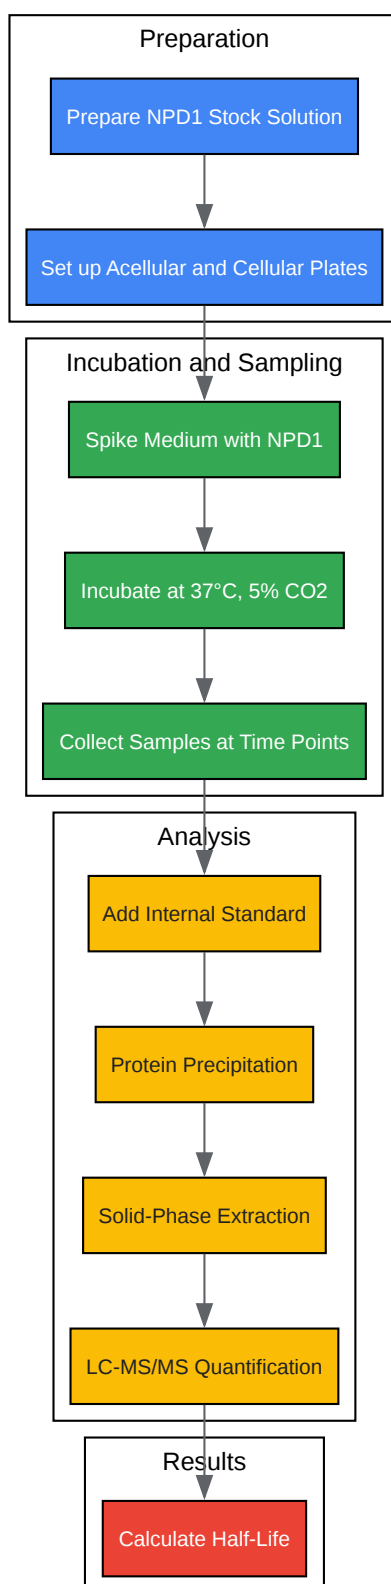 Preparation
Prepare NPD1 Stock Solution
Set up Acellular and Cellular Plates
Incubation and Sampling
Spike Medium with NPD1
Incubate at 37°C, 5% CO2
Collect Samples at Time Points
Analysis
Add Internal Standard
Protein Precipitation
Solid-Phase Extraction
LC-MS/MS Quantification
Results
Calculate Half-Life